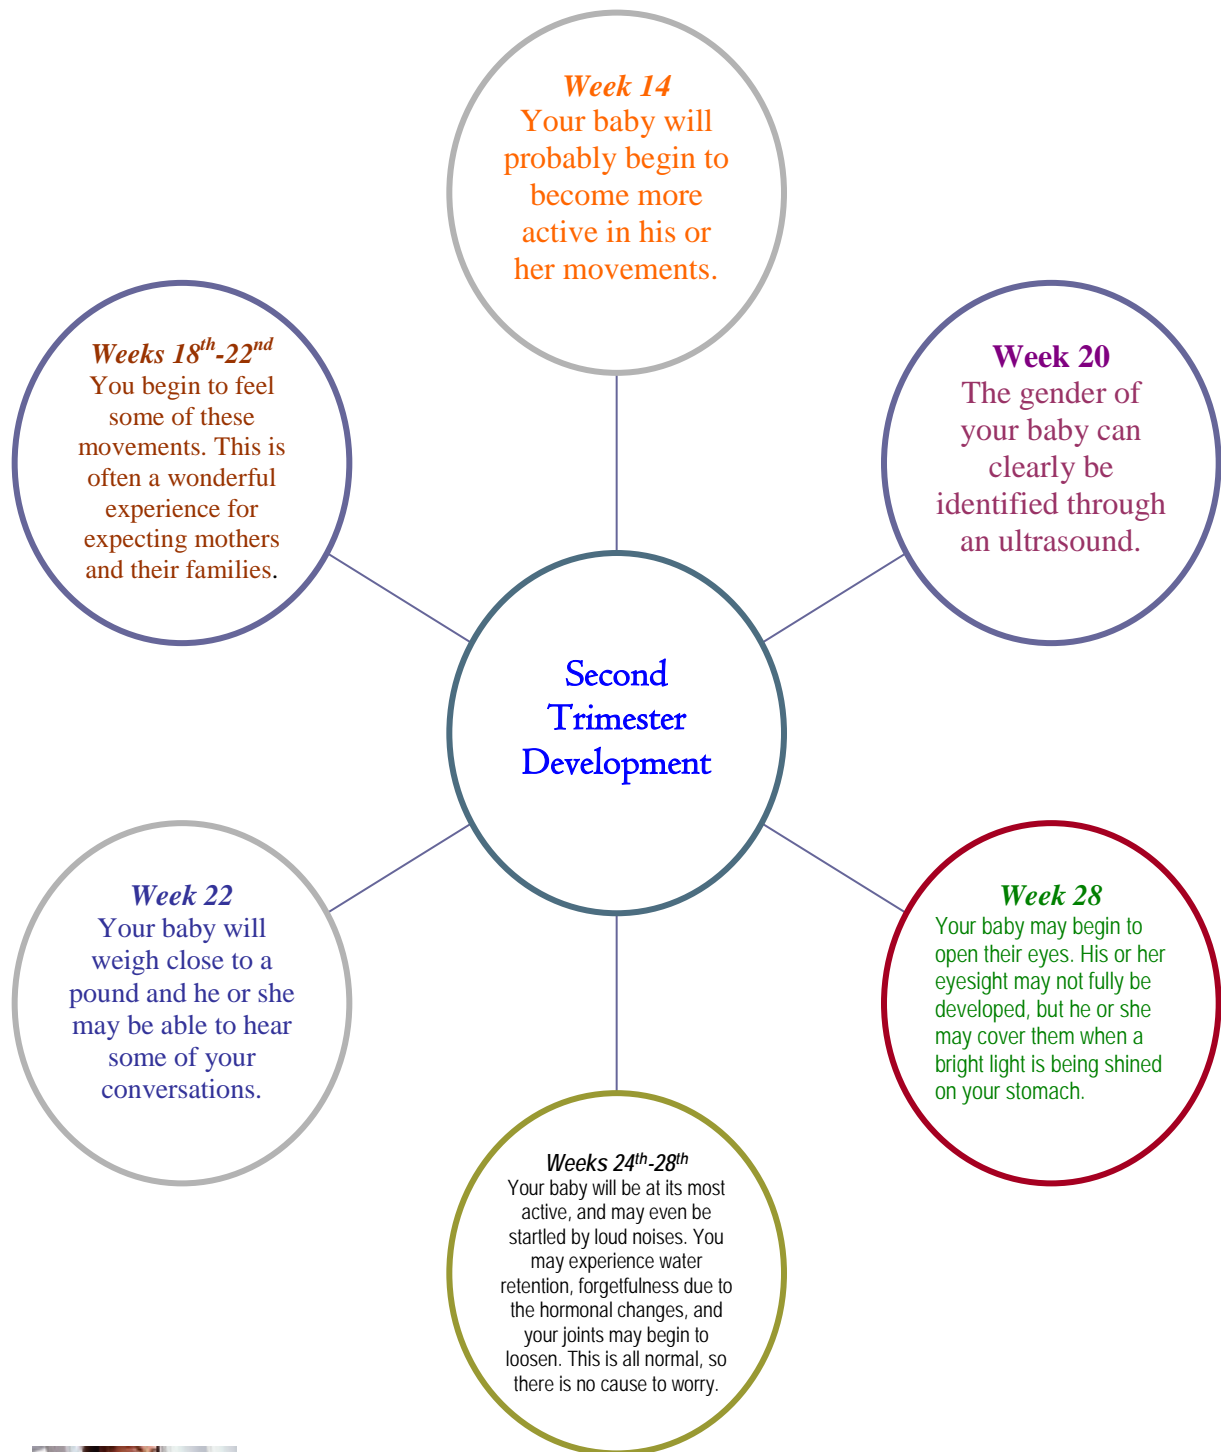 Week 14
Your baby will
probably begin to
become more
active in his or
her movements.
Weeks 18th-22nd
You begin to feel
some of these
movements. This is
often a wonderful
experience for
expecting mothers
and their families.
Week 20
The gender of
your baby can
clearly be
identified through
an ultrasound.
Second
Trimester
Development
Week 22
Your baby will
weigh close to a
pound and he or she
may be able to hear
some of your
conversations.
Week 28
Your baby may begin to
open their eyes. His or her
eyesight may not fully be
developed, but he or she
may cover them when a
bright light is being shined
on your stomach.
Weeks 24th-28th
Your baby will be at its most
active, and may even be
startled by loud noises. You
may experience water
retention, forgetfulness due to
the hormonal changes, and
your joints may begin to
loosen. This is all normal, so
there is no cause to worry.